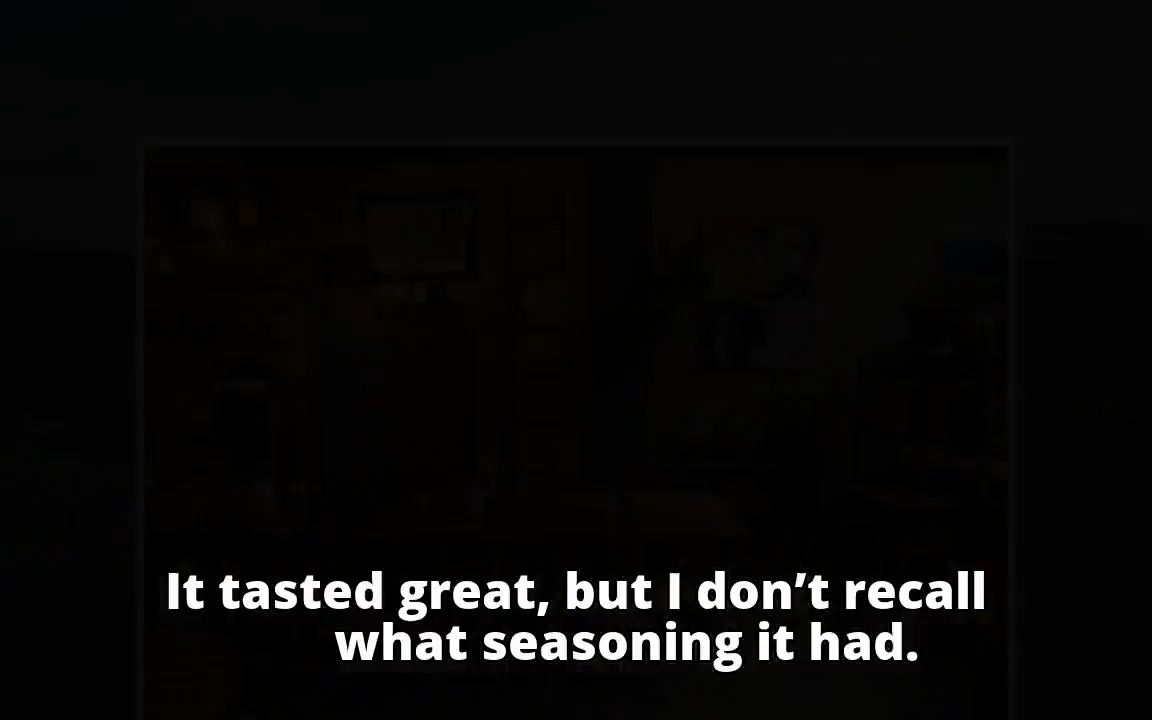 It tasted great, but I don’t recall
what seasoning it had.